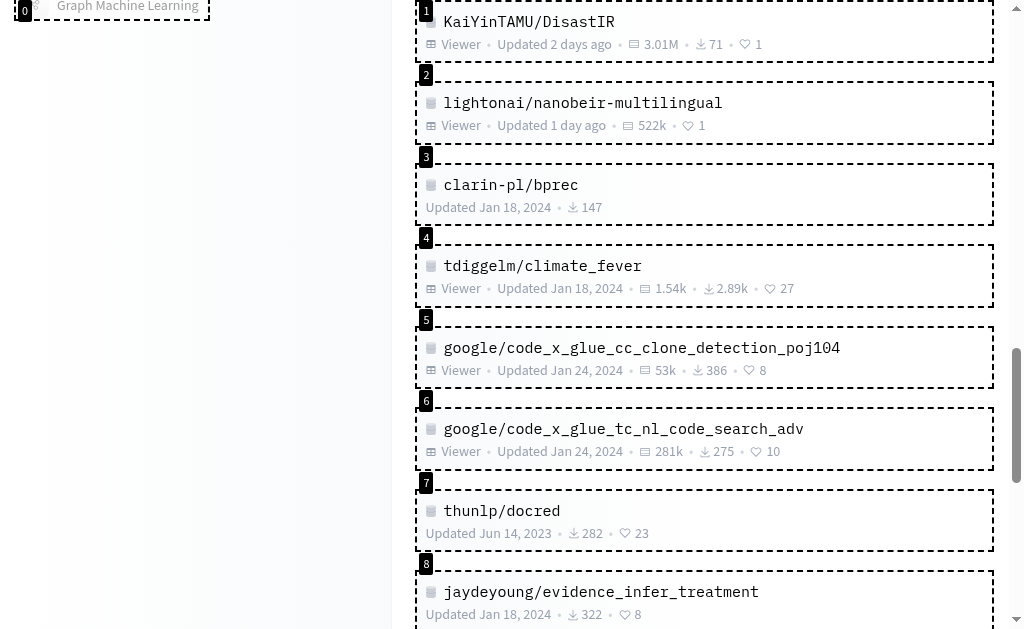 0
Graph Machine Learning
1
KaiYinTAMU/DisastIR
Viewer • Updated 2 days ago • 3.01M • 71 • 1
2
lightonai/nanobeir-multilingual
Viewer • Updated 1 day ago • 522k • 1
3
clarin-pl/bprec
Updated Jan 18, 2024 • 147
4
tdiggelm/climate_fever
Viewer • Updated Jan 18, 2024 • 1.54k • 2.89k • 27
5
google/code_x_glue_cc_clone_detection_poj104
Viewer • Updated Jan 24, 2024 • 53k • 386 • 8
6
google/code_x_glue_tc_nl_code_search_adv
Viewer • Updated Jan 24, 2024 • 281k • 275 • 10
7
thunlp/docred
Updated Jun 14, 2023 • 282 • 23
8
jaydeyoung/evidence_infer_treatment
Updated Jan 18, 2024 • 322 • 8